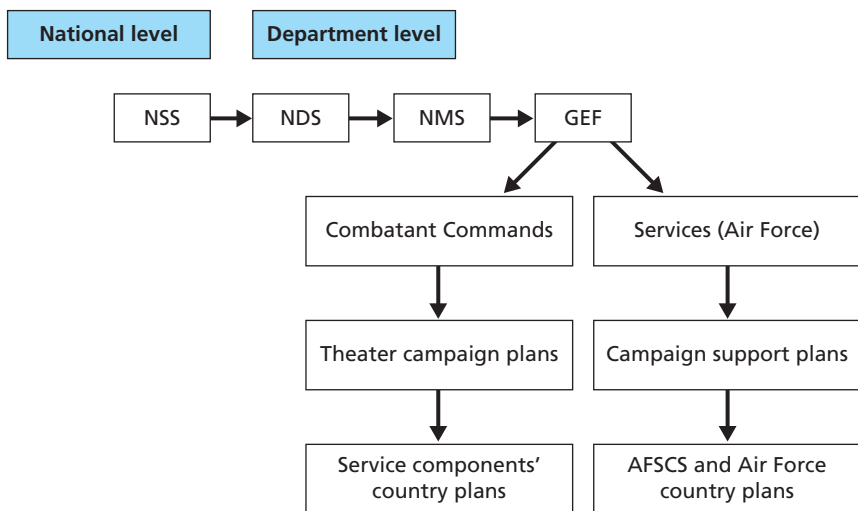 National level
Department level
NSS
NDS
NMS
GEF
Combatant Commands
Services (Air Force)
Theater campaign plans
Campaign support plans
Service components’
country plans
AFSCS and Air Force
country plans